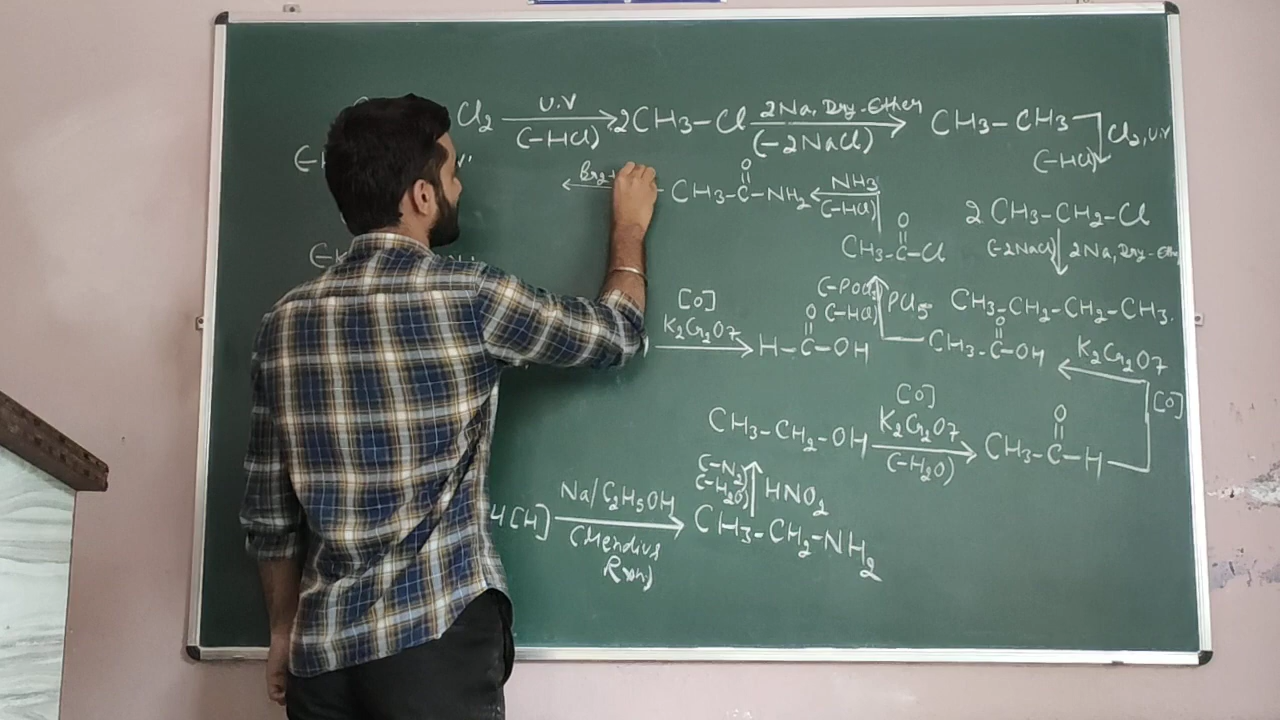 Cl2 U.V (-HCl) 2CH3-Cl 2Na, Dry-Ether (-2NaCl) CH3-CH3 Cl2, U.V (-HCl)
Br2 CH3-C-NH2 O NH3 (-HCl)
2 CH3-CH2-Cl
CH3-C-Cl O
(-2NaCl) 2Na, Dry-Ethe
(-POCl3) (-HCl) PCl5
CH3-CH2-CH2-CH3
[O] K2Cr2O7 H-C-OH O
CH3-C-OH O K2Cr2O7 [O]
CH3-CH2-OH [O] K2Cr2O7 (-H2O) CH3-C-H O
(-N2) (-H2O) HNO2
4[H] Na/C2H5OH (Mendius Rxn) CH3-CH2-NH2